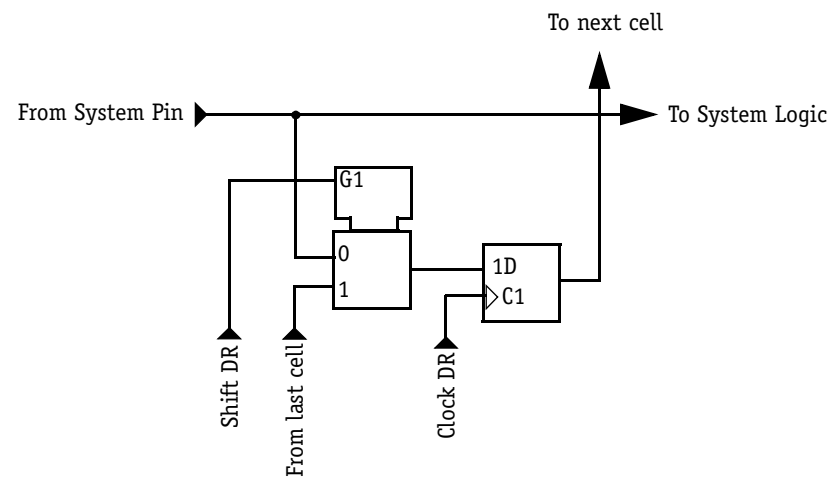 To next cell
From System Pin
To System Logic
G1
0
1
1D
C1
Shift DR
From last cell
Clock DR